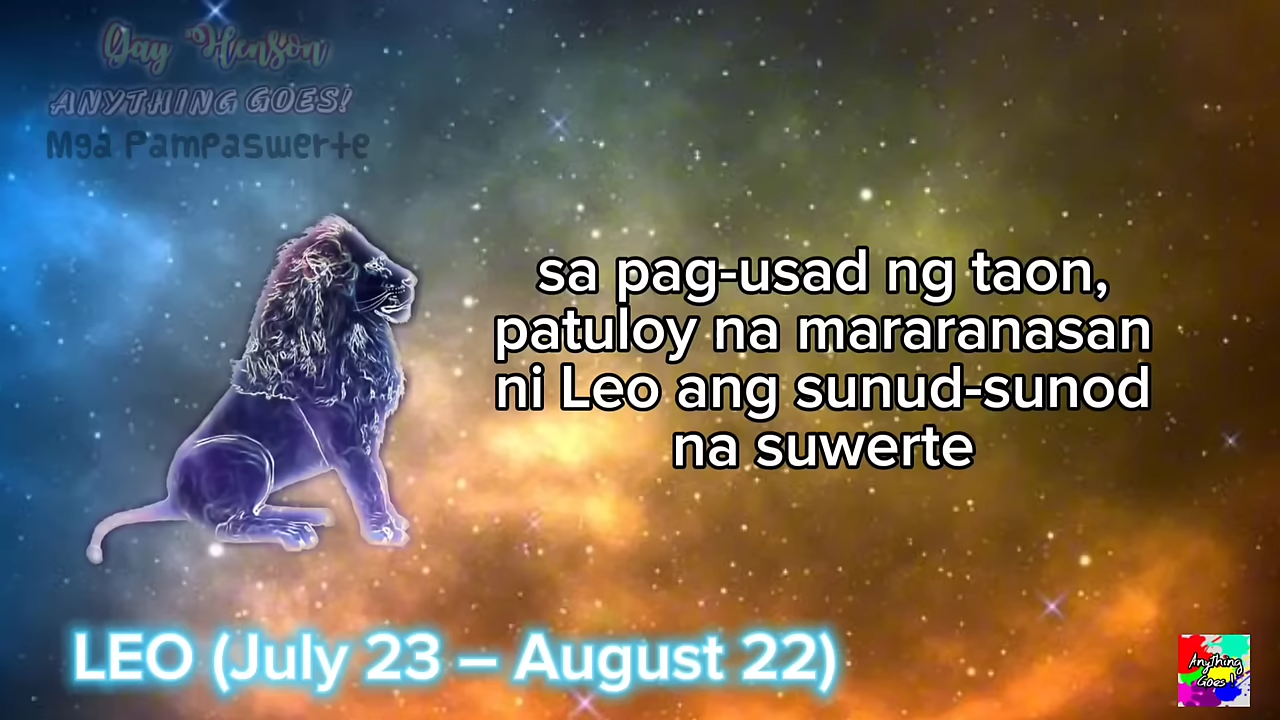 Jay Henson
ANYTHING GOES!
Mga Pampaswerte
sa pag-usad ng taon,
patuloy na mararanasan
ni Leo ang sunud-sunod
na suwerte
LEO (July 23 – August 22)
Anything
Goes!!